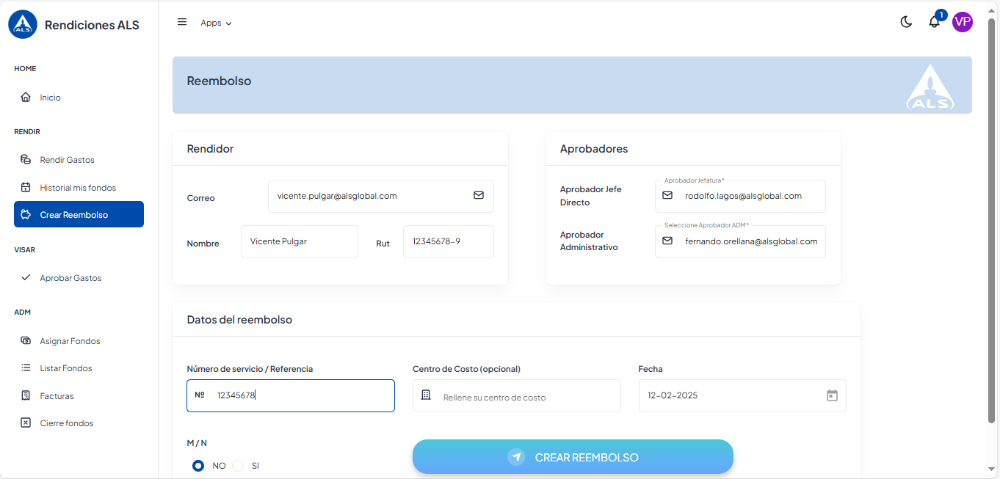 ALS
Rendiciones ALS
Apps
1
VP
HOME
Inicio
RENDIR
Rendir Gastos
Historial mis fondos
Crear Reembolso
VISAR
Aprobar Gastos
ADM
Asignar Fondos
Listar Fondos
Facturas
Cierre fondos
Reembolso
ALS
Rendidor
Correo
vicente.pulgar@alsglobal.com
Nombre
Vicente Pulgar
Rut
12345678-9
Aprobadores
Aprobador Jefe
Directo
Aprobador Jefatura*
rodolfo.lagos@alsglobal.com
Aprobador
Administrativo
Seleccione Aprobador ADM*
fernando.orellana@alsglobal.com
Datos del reembolso
Número de servicio / Referencia
Nº 12345678
Centro de Costo (opcional)
Rellene su centro de costo
Fecha
12-02-2025
M / N
NO SI
CREAR REEMBOLSO